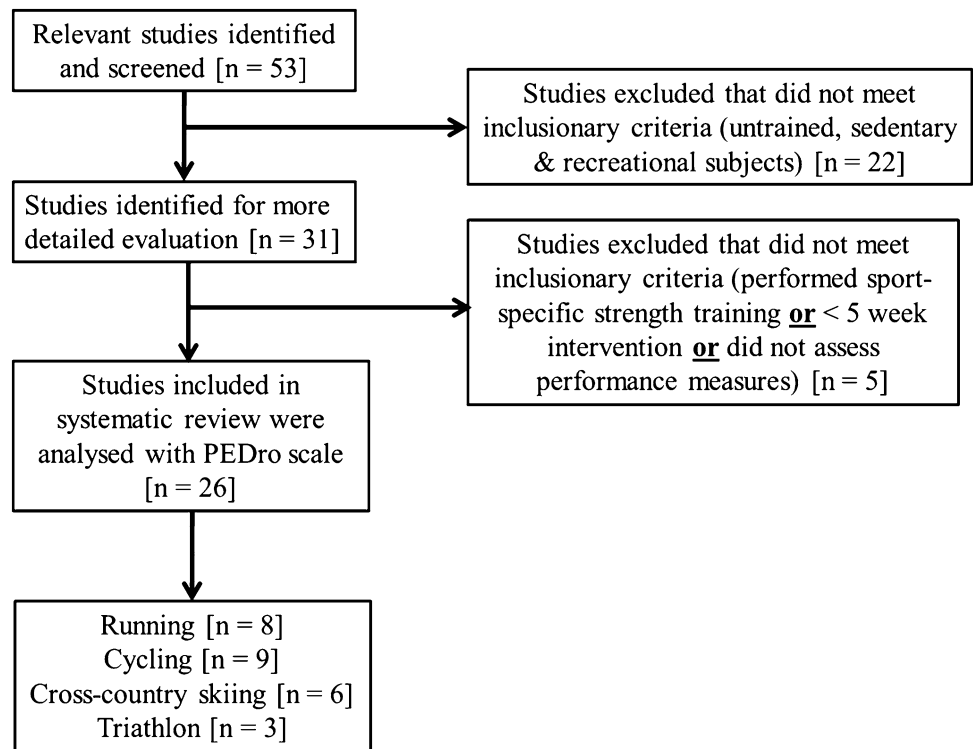 Relevant studies identified
and screened [n = 53]
Studies excluded that did not meet
inclusionary criteria (untrained, sedentary
& recreational subjects) [n = 22]
Studies identified for more
detailed evaluation [n = 31]
Studies excluded that did not meet
inclusionary criteria (performed sport-
specific strength training or < 5 week
intervention or did not assess
performance measures) [n = 5]
Studies included in
systematic review were
analysed with PEDro scale
[n = 26]
Running [n = 8]
Cycling [n = 9]
Cross-country skiing [n = 6]
Triathlon [n = 3]